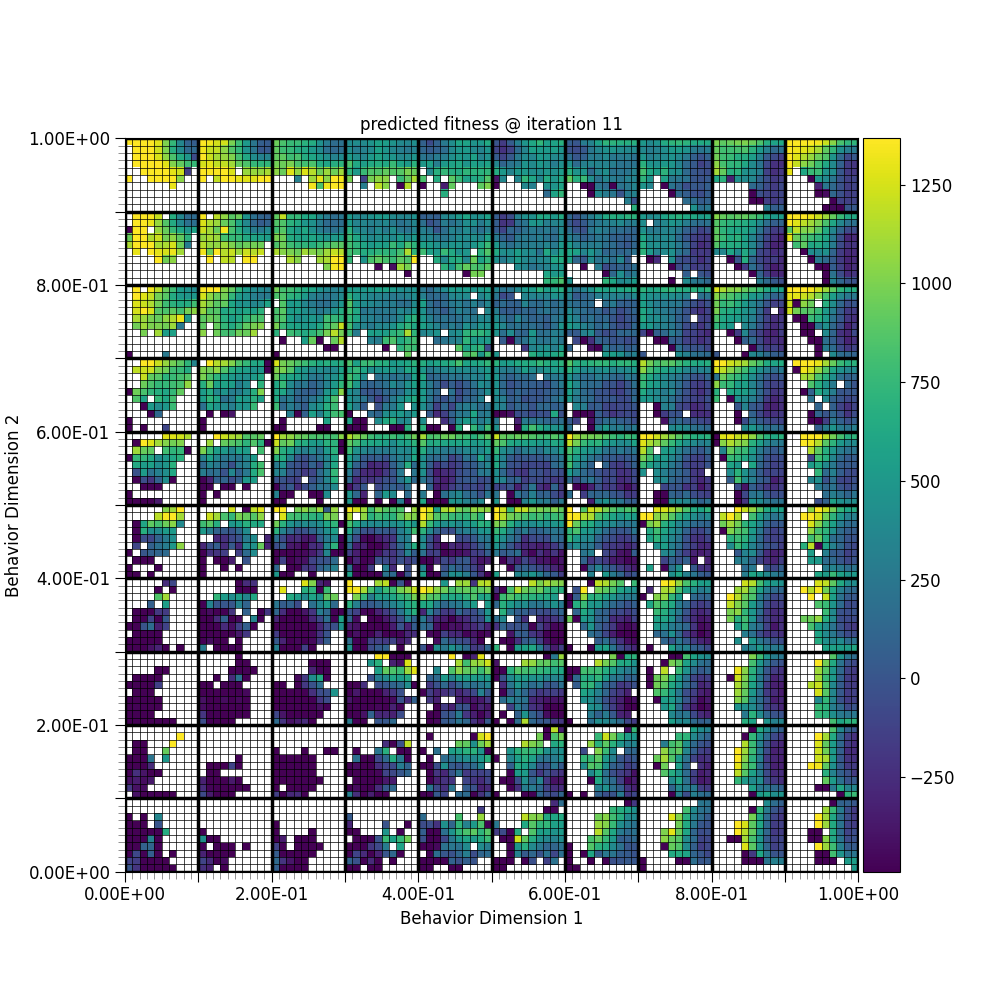 predicted fitness @ iteration 11
1.00E+00
8.00E-01
6.00E-01
4.00E-01
2.00E-01
0.00E+00
Behavior Dimension 2
0.00E+00 2.00E-01 4.00E-01 6.00E-01 8.00E-01 1.00E+00
Behavior Dimension 1
1250
1000
750
500
250
0
−250